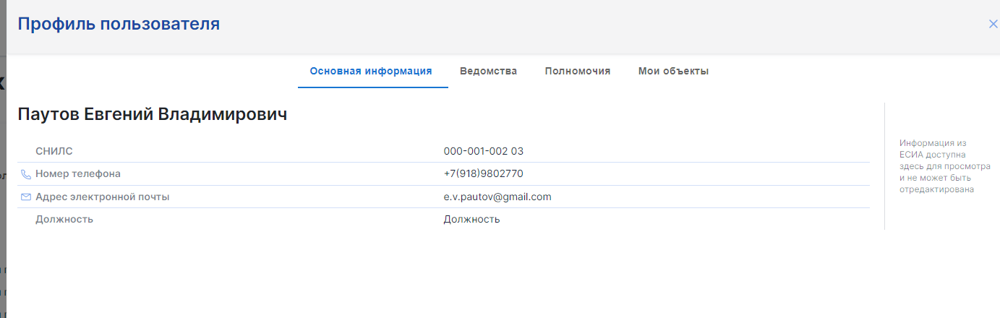 Профиль пользователя
Основная информация Ведомства Полномочия Мои объекты
Паутов Евгений Владимирович
СНИЛС 000-001-002 03
Номер телефона +7(918)9802770
Адрес электронной почты e.v.pautov@gmail.com
Должность Должность
Информация из
ЕСИА доступна
здесь для просмотра
и не может быть
отредактирована